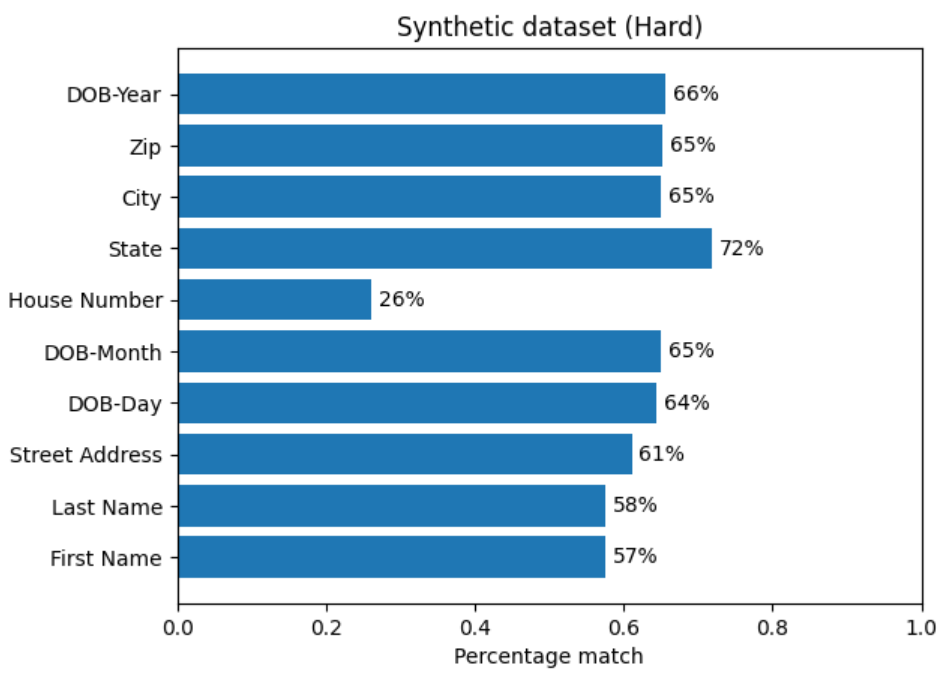 Synthetic dataset (Hard)
DOB-Year 66%
Zip 65%
City 65%
State 72%
House Number 26%
DOB-Month 65%
DOB-Day 64%
Street Address 61%
Last Name 58%
First Name 57%
0.0 0.2 0.4 0.6 0.8 1.0
Percentage match